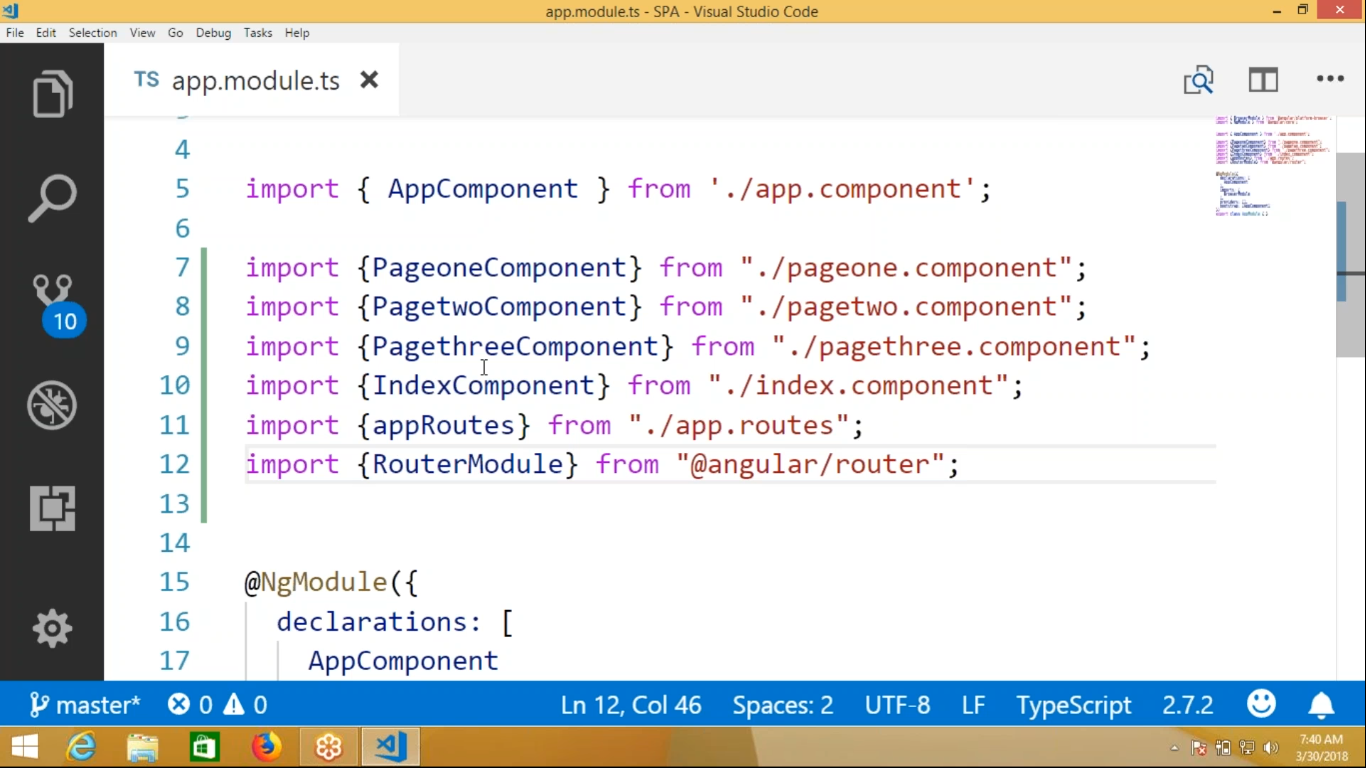 app.module.ts - SPA - Visual Studio Code
File Edit Selection View Go Debug Tasks Help
TS app.module.ts
4
5 import { AppComponent } from './app.component';
6
7 import {PageoneComponent} from "./pageone.component";
8 import {PagetwoComponent} from "./pagetwo.component";
9 import {PagethreeComponent} from "./pagethree.component";
10 import {IndexComponent} from "./index.component";
11 import {appRoutes} from "./app.routes";
12 import {RouterModule} from "@angular/router";
13
14
15 @NgModule({
16 declarations: [
17 AppComponent
10
master* 0 0 Ln 12, Col 46 Spaces: 2 UTF-8 LF TypeScript 2.7.2
7:40 AM
3/30/2018